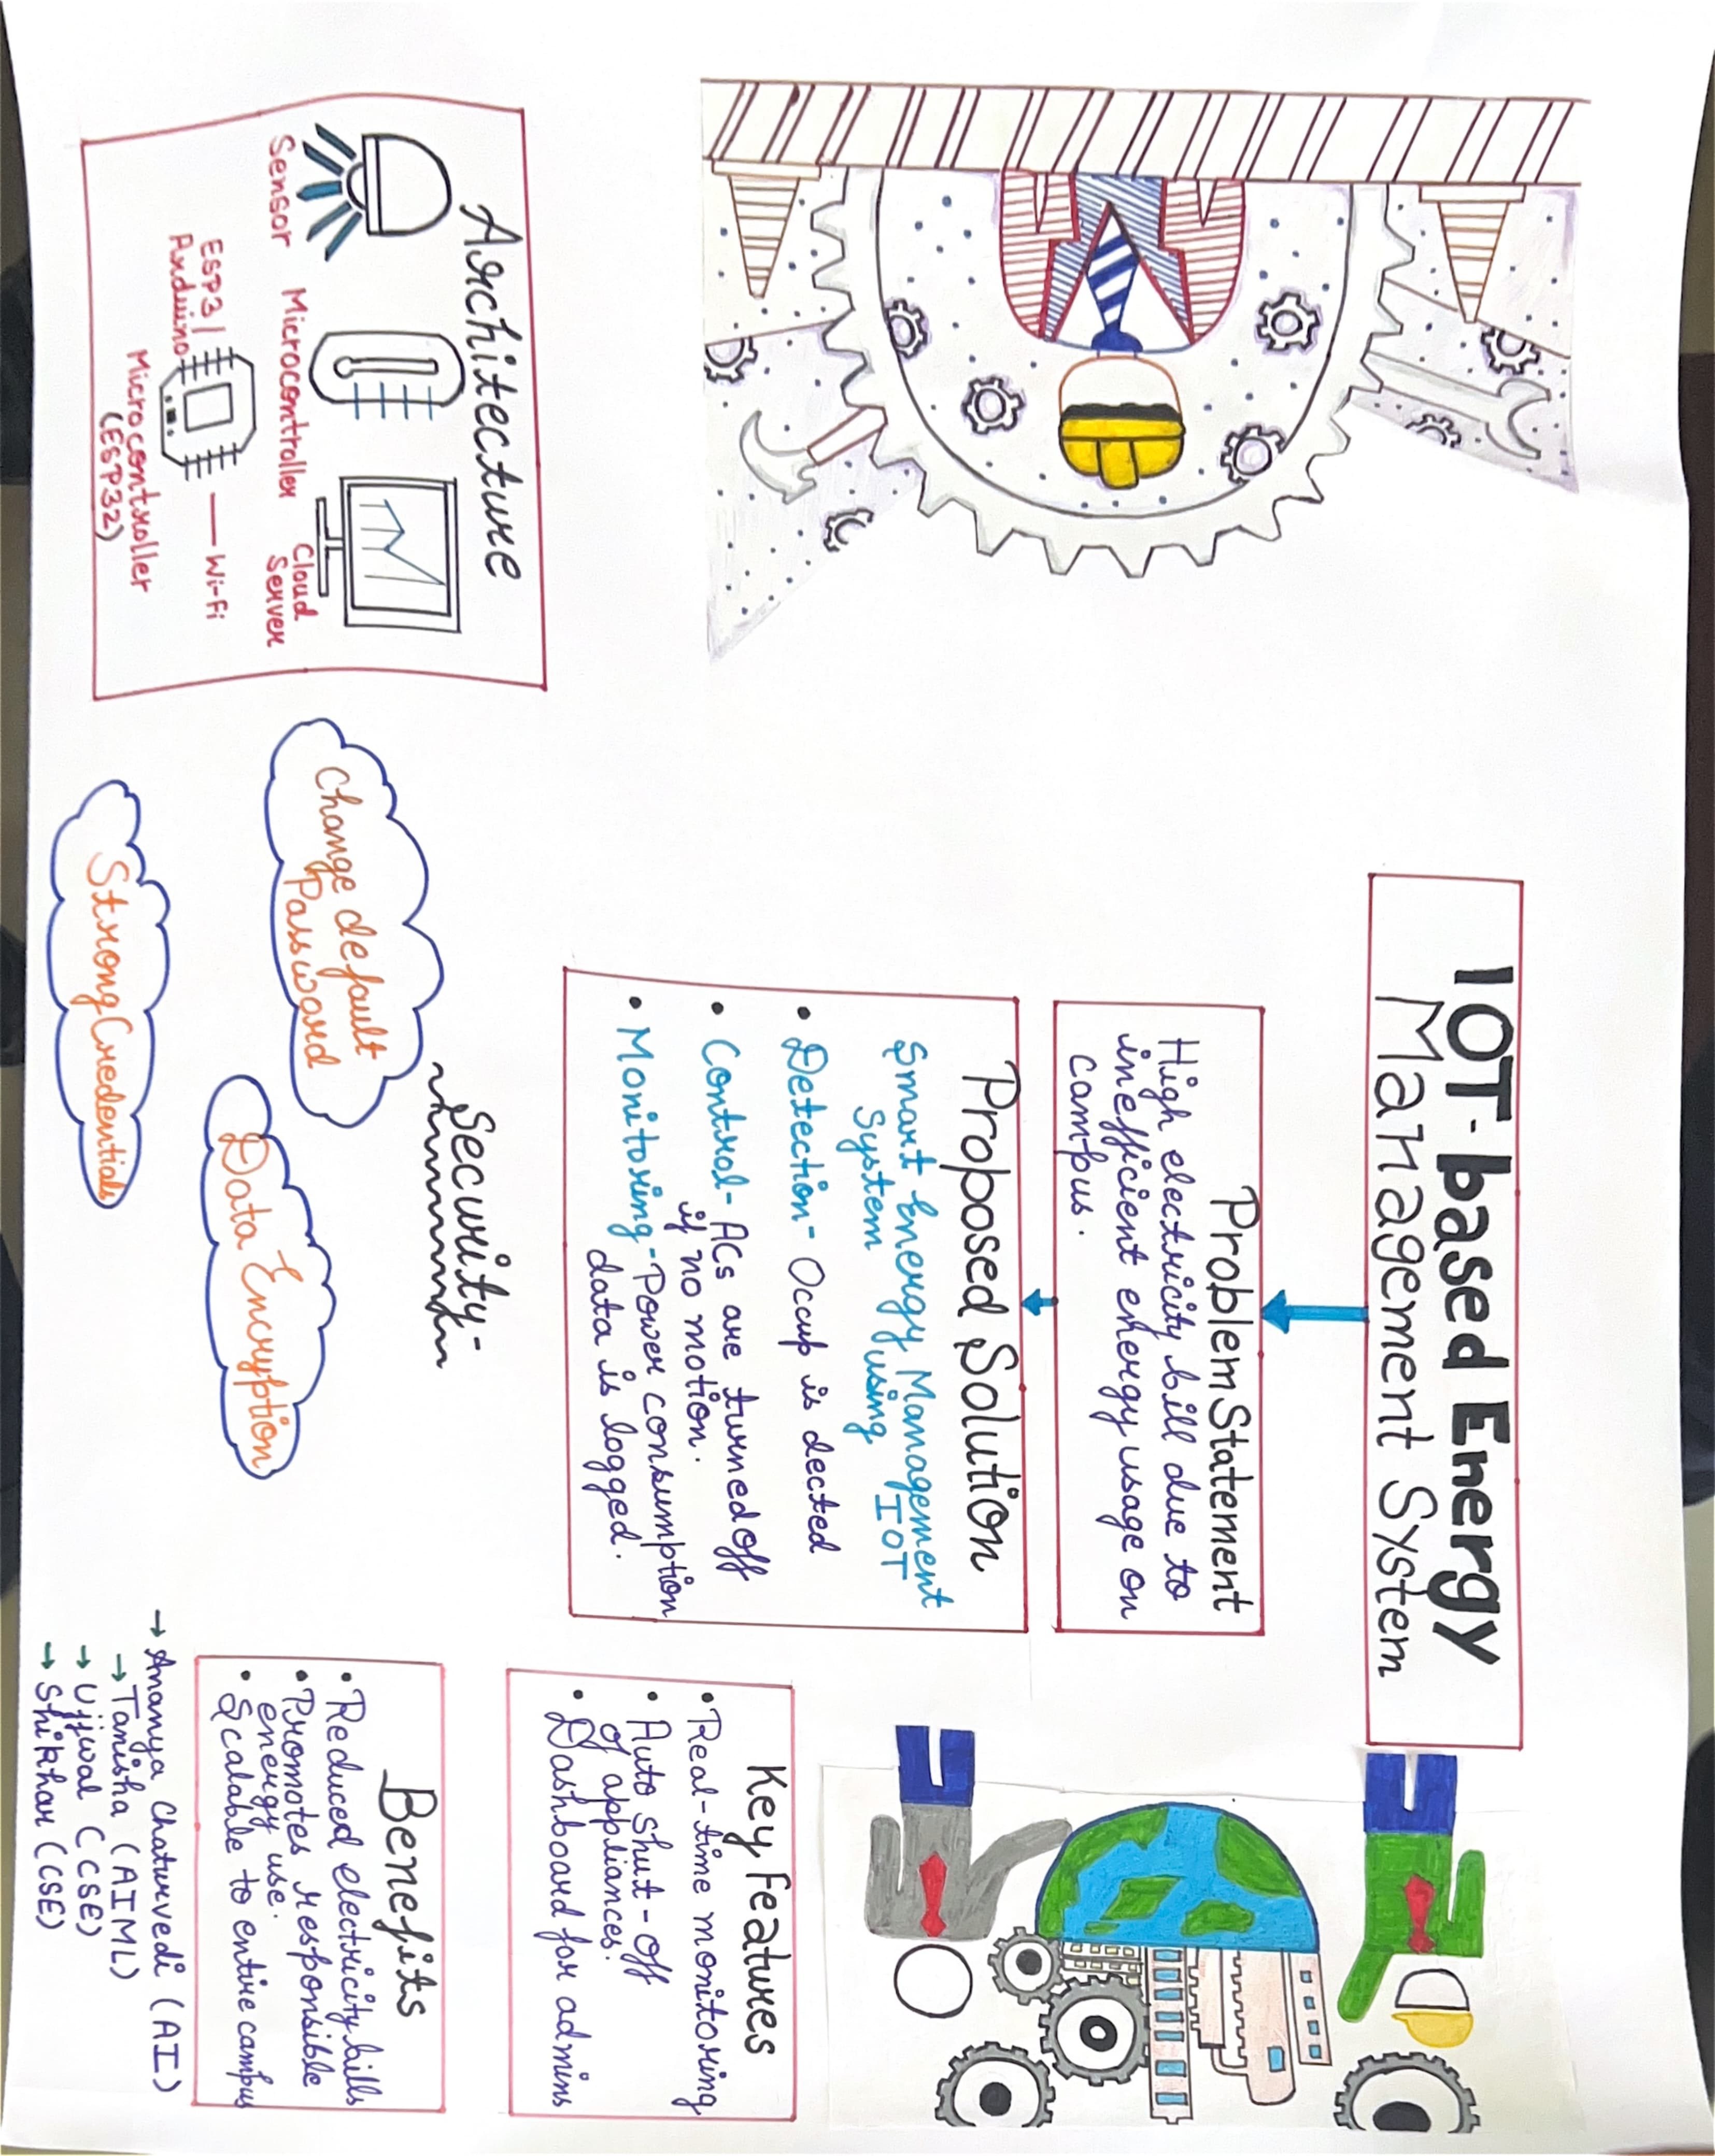 IOT-based Energy
Management System
Problem Statement
High electricity bill due to
inefficient energy usage on
campus.
Proposed Solution
Smart Energy Management
System using IOT
• Detection- Occup is dected
• Control- ACs are turned off
if no motion.
• Monitoring-Power consumption
data is logged.
Key Features
• Real-time monitoring
• Auto shut-off
of appliances.
• Dashboard for admins
Architecture
Sensor
Microcontroller
Cloud
Server
ESP3/
Arduino
Wi-Fi
Microcontroller
(ESP32)
Security-
Change default
Password
Strong Credentials
Data Encryption
Benefits
• Reduced electricity bills
• Promotes responsible
energy use.
• Scalable to entire campus
→ Ananya Chaturvedi (AI)
→ Tanisha (AIML)
→ Ujjwal (CSE)
→ Shikhar (CSE)